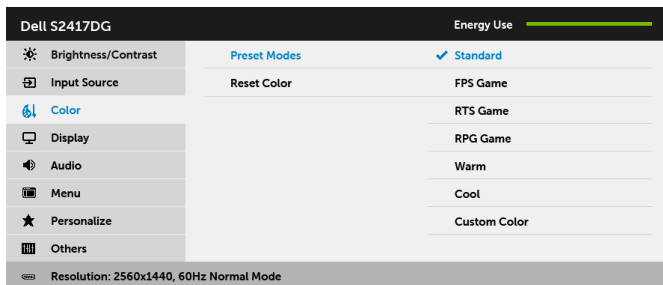 Dell S2417DG Energy Use
Brightness/Contrast Preset Modes Standard
Input Source Reset Color FPS Game
Color RTS Game
Display RPG Game
Audio Warm
Menu Cool
Personalize Custom Color
Others
Resolution: 2560x1440, 60Hz Normal Mode